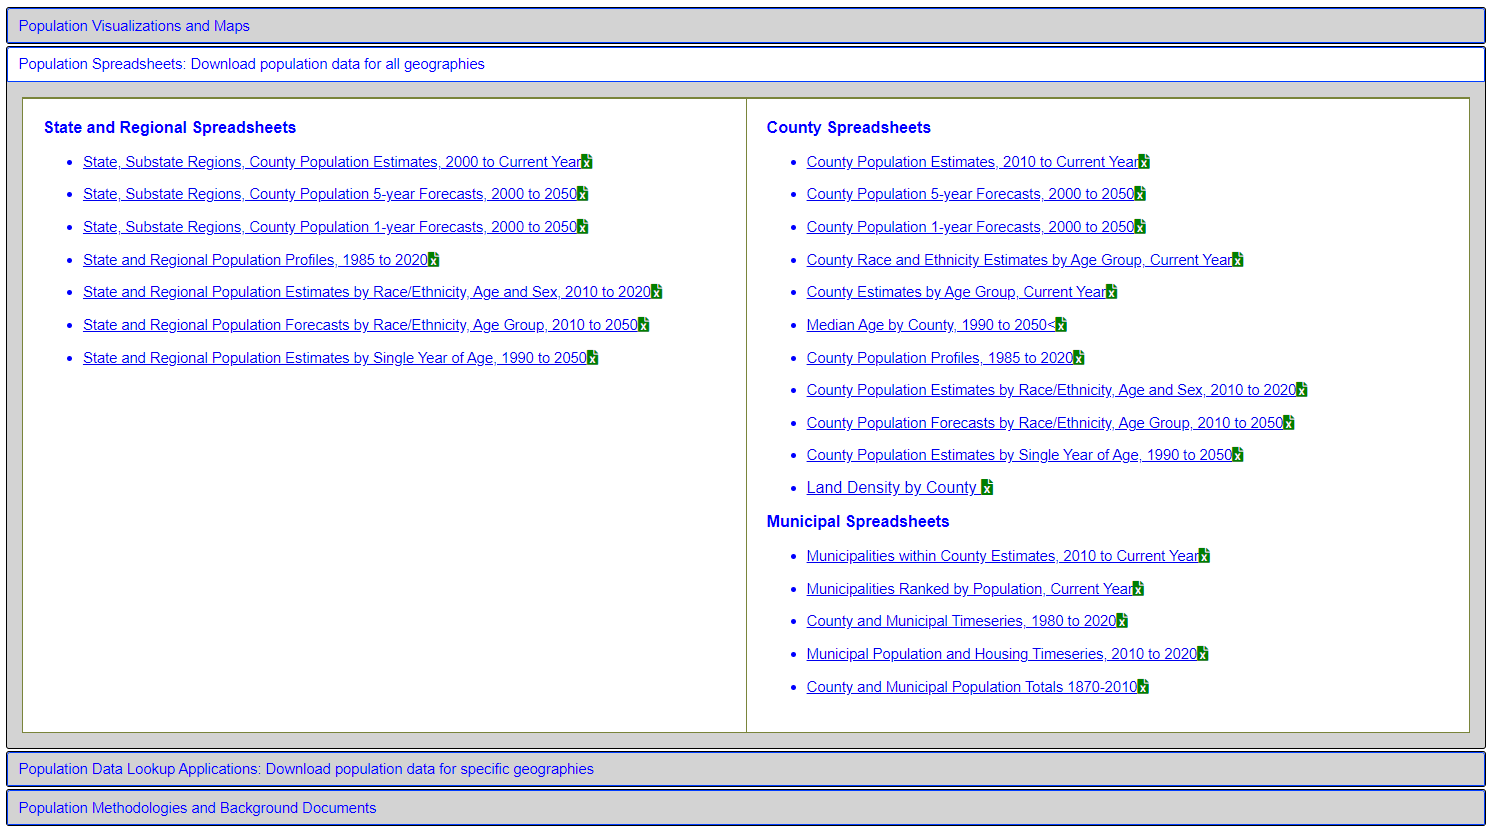 Population Visualizations and Maps
Population Spreadsheets: Download population data for all geographies
State and Regional Spreadsheets
State, Substate Regions, County Population Estimates, 2000 to Current Year
State, Substate Regions, County Population 5-year Forecasts, 2000 to 2050
State, Substate Regions, County Population 1-year Forecasts, 2000 to 2050
State and Regional Population Profiles, 1985 to 2020
State and Regional Population Estimates by Race/Ethnicity, Age and Sex, 2010 to 2020
State and Regional Population Forecasts by Race/Ethnicity, Age Group, 2010 to 2050
State and Regional Population Estimates by Single Year of Age, 1990 to 2050
County Spreadsheets
County Population Estimates, 2010 to Current Year
County Population 5-year Forecasts, 2000 to 2050
County Population 1-year Forecasts, 2000 to 2050
County Race and Ethnicity Estimates by Age Group, Current Year
County Estimates by Age Group, Current Year
Median Age by County, 1990 to 2050<
County Population Profiles, 1985 to 2020
County Population Estimates by Race/Ethnicity, Age and Sex, 2010 to 2020
County Population Forecasts by Race/Ethnicity, Age Group, 2010 to 2050
County Population Estimates by Single Year of Age, 1990 to 2050
Land Density by County
Municipal Spreadsheets
Municipalities within County Estimates, 2010 to Current Year
Municipalities Ranked by Population, Current Year
County and Municipal Timeseries, 1980 to 2020
Municipal Population and Housing Timeseries, 2010 to 2020
County and Municipal Population Totals 1870-2010
Population Data Lookup Applications: Download population data for specific geographies
Population Methodologies and Background Documents